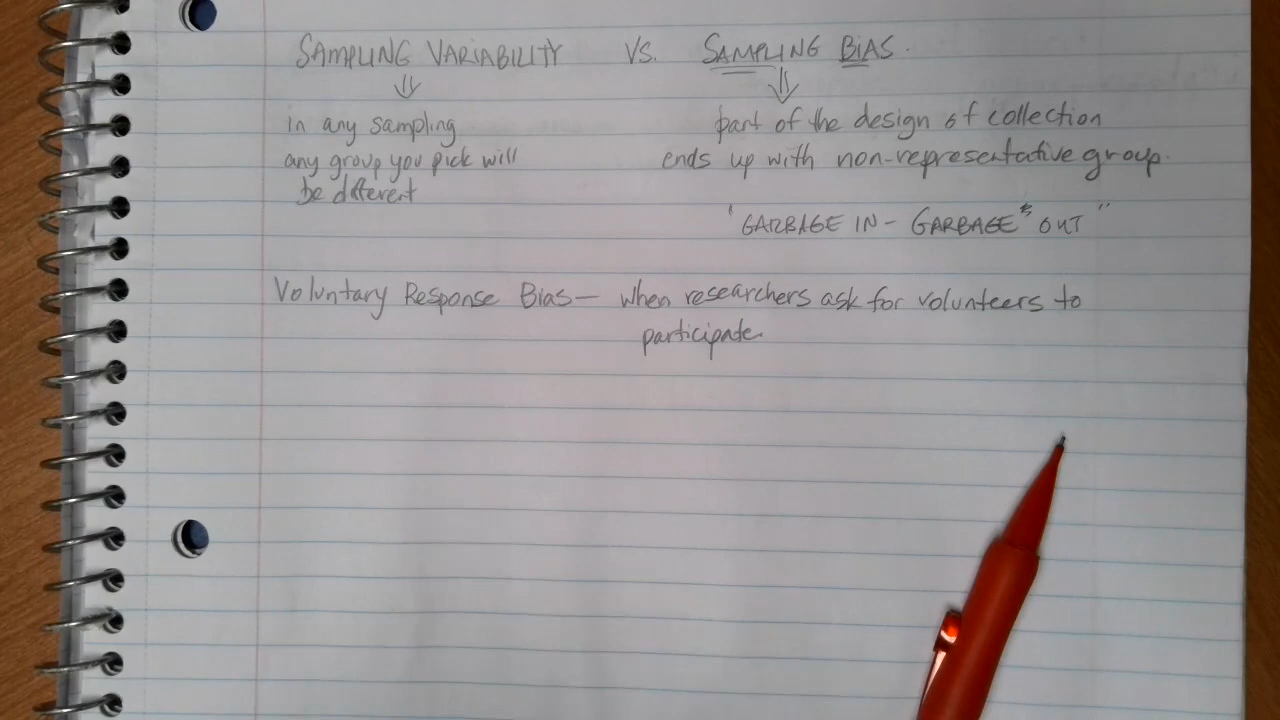 SAMPLING VARIABILITY VS. SAMPLING BIAS.
in any sampling
any group you pick will
be different
part of the design of collection
ends up with non-representative group.
"GARBAGE IN - GARBAGE OUT"
Voluntary Response Bias - when researchers ask for volunteers to
participate.